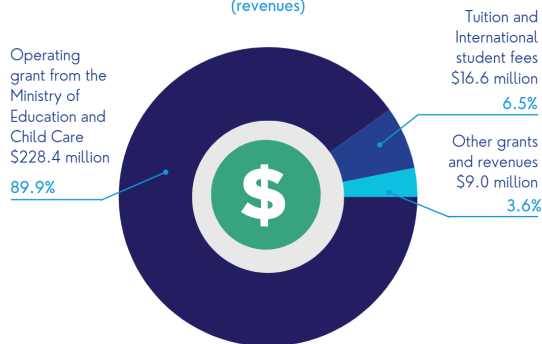 (revenues)
Operating
grant from the
Ministry of
Education and
Child Care
$228.4 million
89.9%
Tuition and
International
student fees
$16.6 million
6.5%
Other grants
and revenues
$9.0 million
3.6%
$